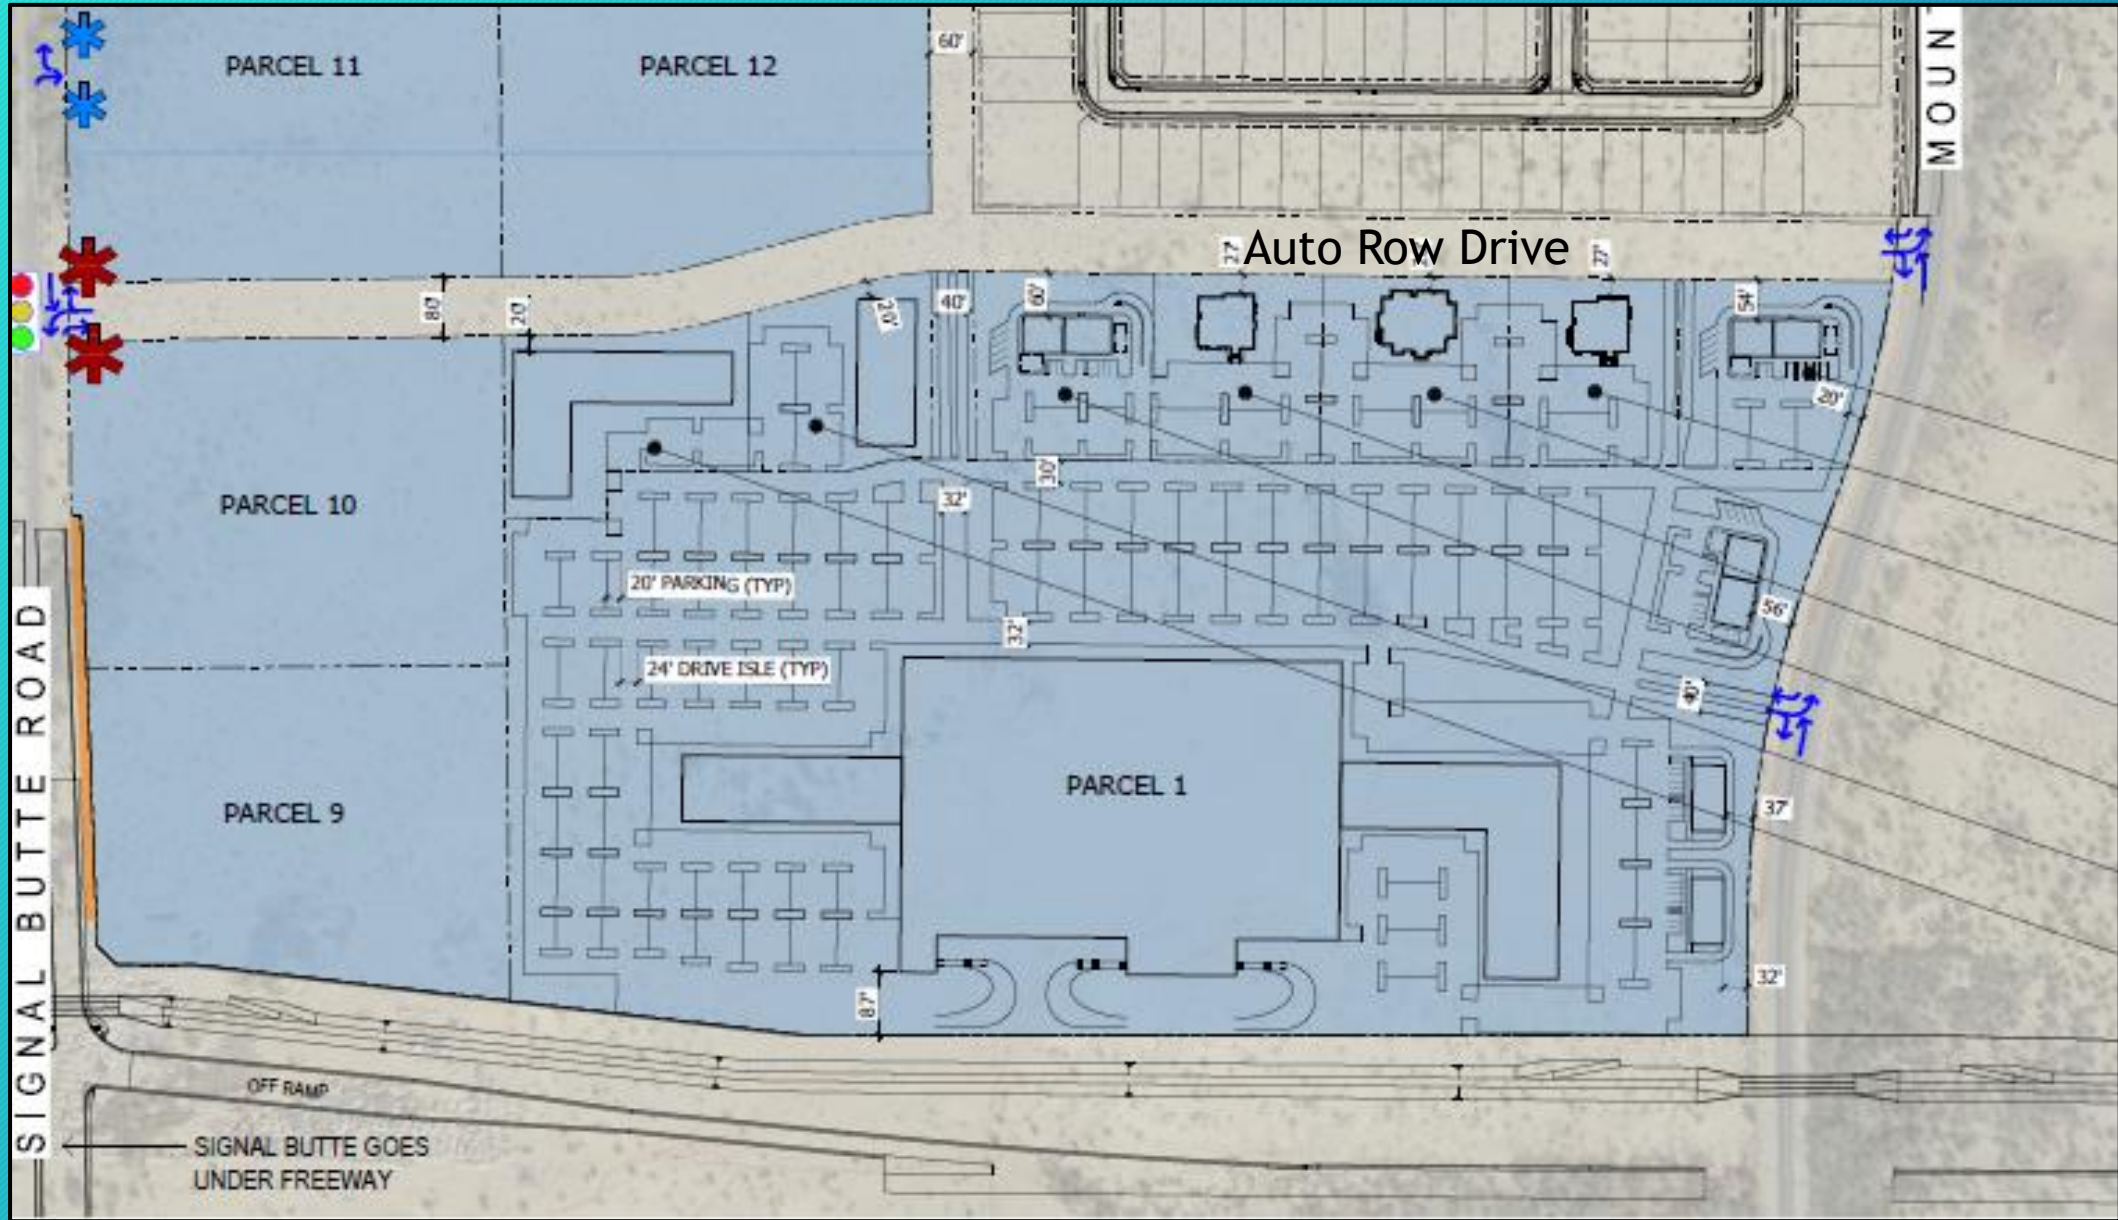 PARCEL 11
PARCEL 12
60'
MOUN
Auto Row Drive
27'
27'
80'
20'
20'
40'
60'
54'
20'
PARCEL 10
30'
32'
20' PARKING (TYP)
32'
56'
24' DRIVE ISLE (TYP)
40'
PARCEL 9
PARCEL 1
37'
87'
32'
SIGNAL BUTTE ROAD
OFF RAMP
SIGNAL BUTTE GOES
UNDER FREEWAY